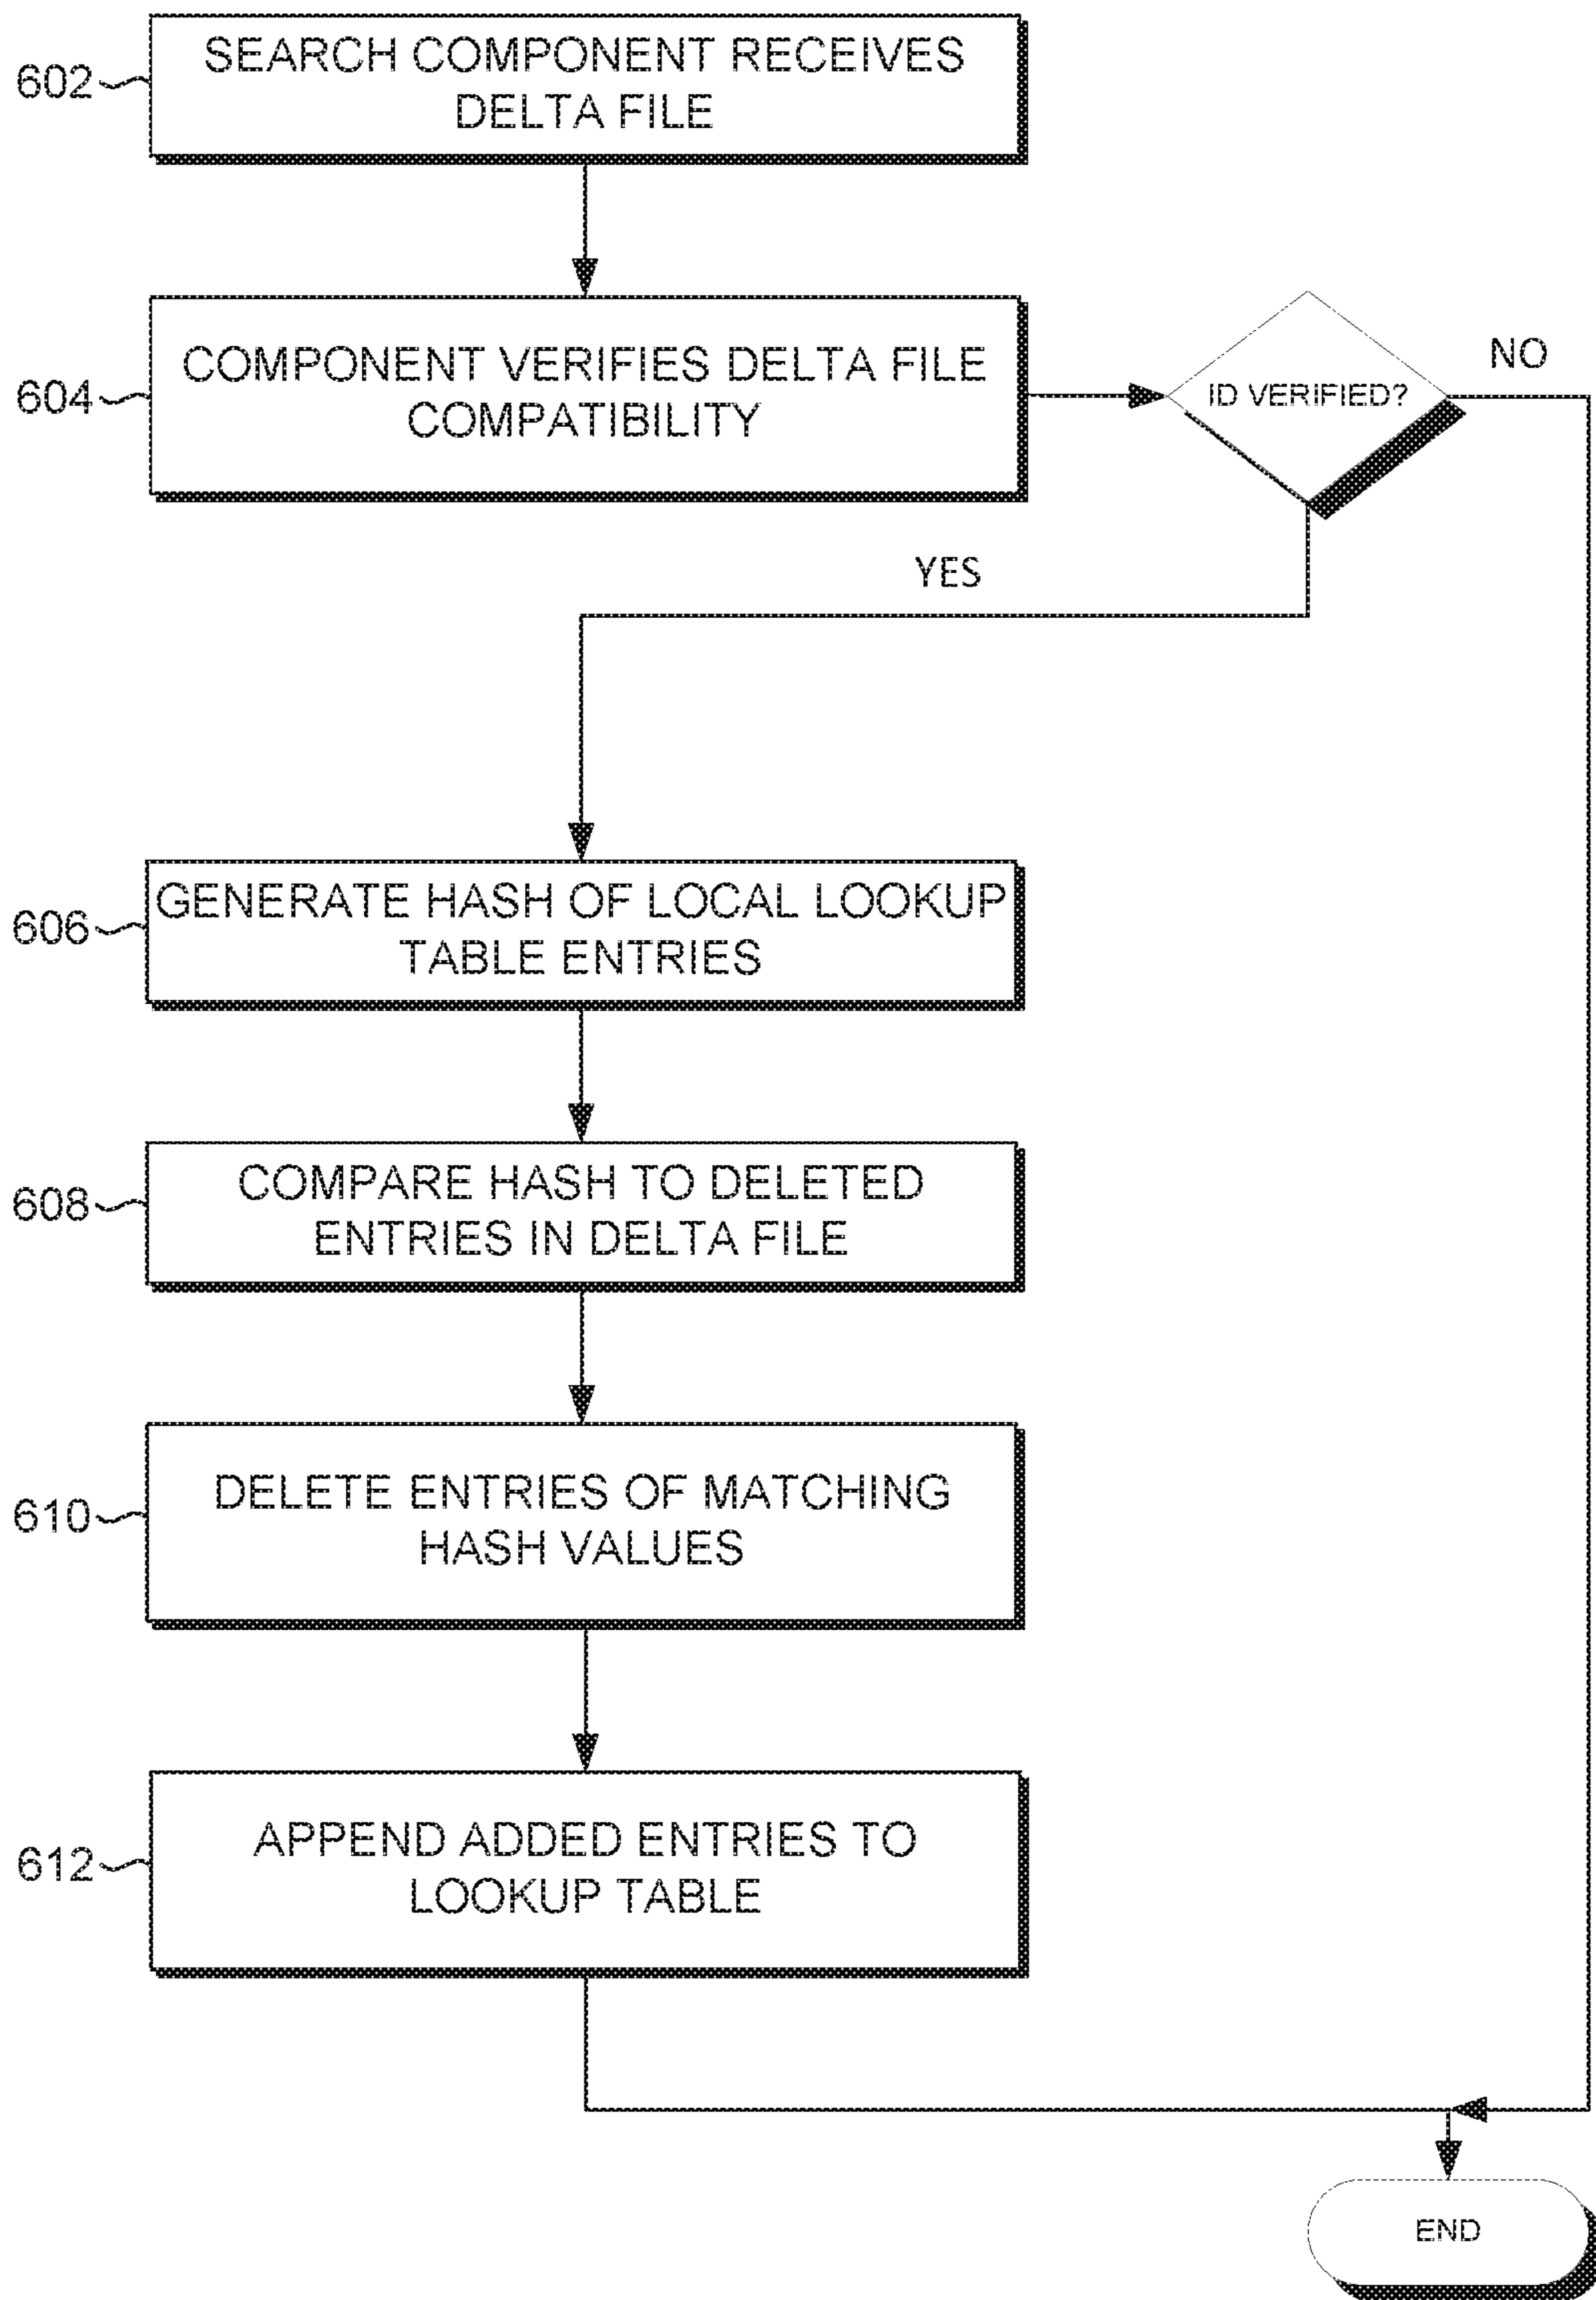 602
SEARCH COMPONENT RECEIVES
DELTA FILE
604
COMPONENT VERIFIES DELTA FILE
COMPATIBILITY
ID VERIFIED?
NO
YES
606
GENERATE HASH OF LOCAL LOOKUP
TABLE ENTRIES
608
COMPARE HASH TO DELETED
ENTRIES IN DELTA FILE
610
DELETE ENTRIES OF MATCHING
HASH VALUES
612
APPEND ADDED ENTRIES TO
LOOKUP TABLE
END